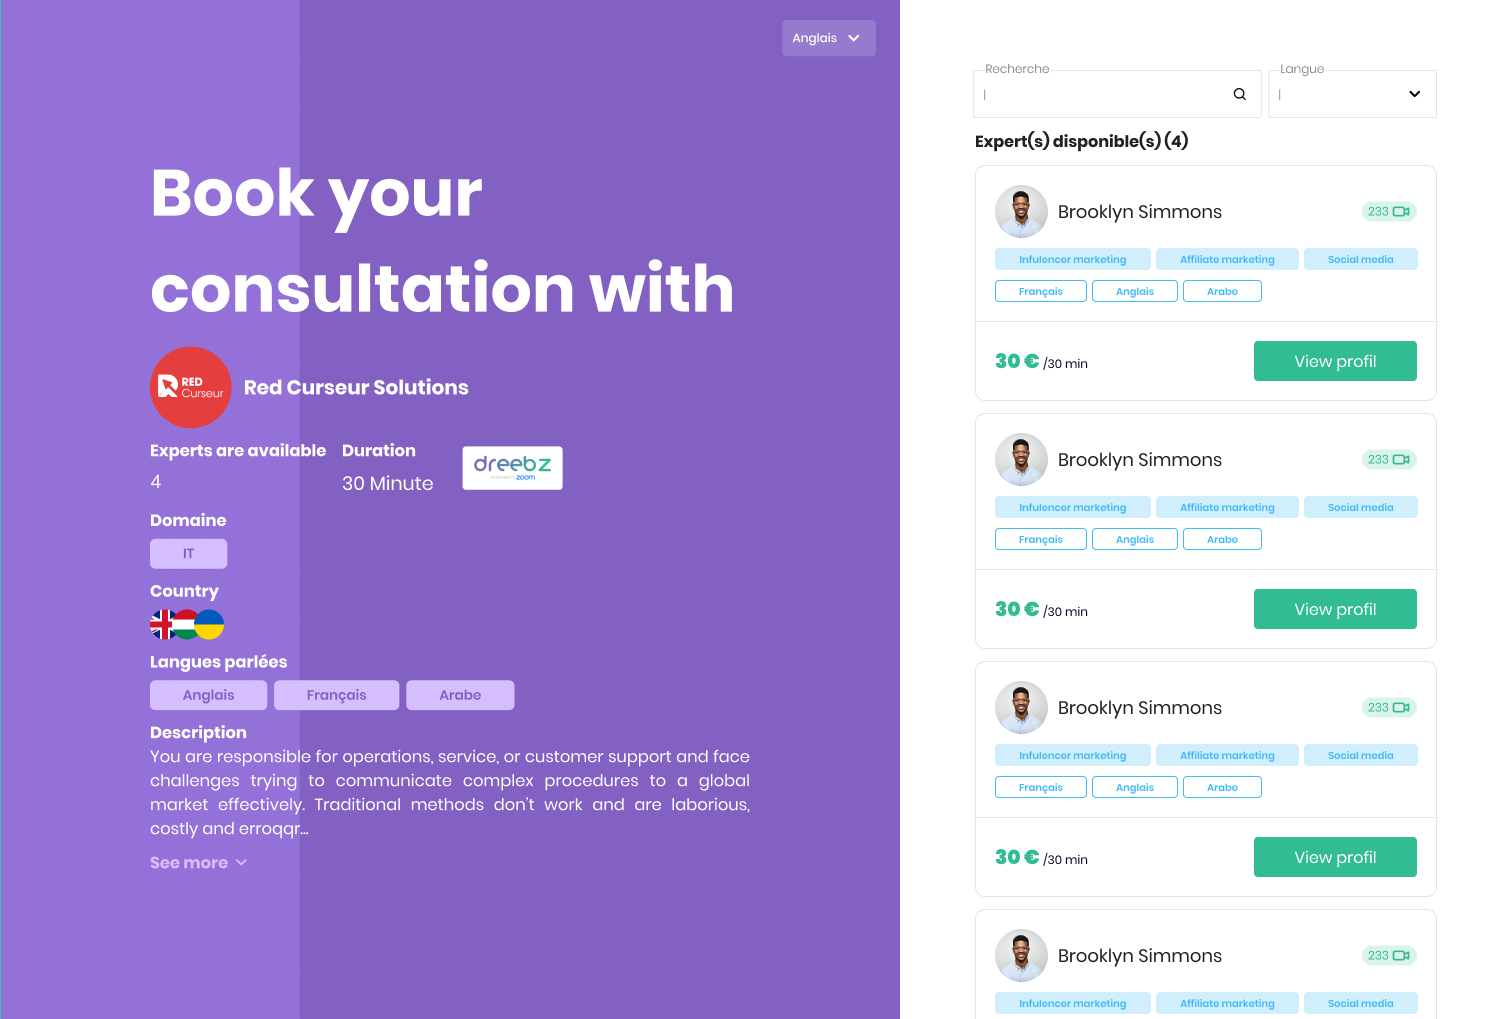 Anglais
Book your
consultation with
RED
Curseur
Red Curseur Solutions
Experts are available
4
Duration
30 Minute
dreebz
zoom
Domaine
IT
Country
Langues parlées
Anglais
Français
Arabe
Description
You are responsible for operations, service, or customer support and face
challenges trying to communicate complex procedures to a global
market effectively. Traditional methods don't work and are laborious,
costly and erroqqr...
See more
Recherche
Langue
Expert(s) disponible(s) (4)
Brooklyn Simmons
233
Infulencer marketing
Affiliate marketing
Social media
Français
Anglais
Arabe
30 € /30 min
View profil
Brooklyn Simmons
233
Infulencer marketing
Affiliate marketing
Social media
Français
Anglais
Arabe
30 € /30 min
View profil
Brooklyn Simmons
233
Infulencer marketing
Affiliate marketing
Social media
Français
Anglais
Arabe
30 € /30 min
View profil
Brooklyn Simmons
233
Infulencer marketing
Affiliate marketing
Social media